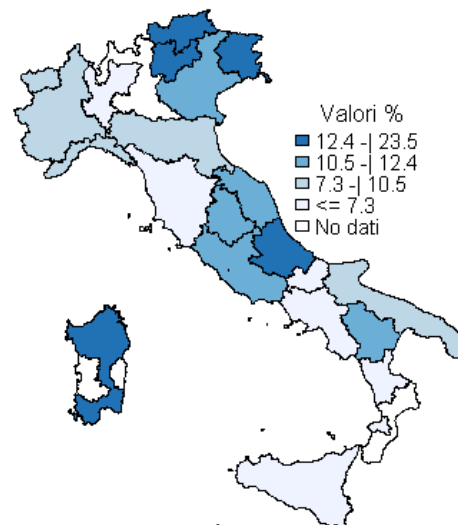 Valori %
12.4 -| 23.5
10.5 -| 12.4
7.3 -| 10.5
<= 7.3
No dati